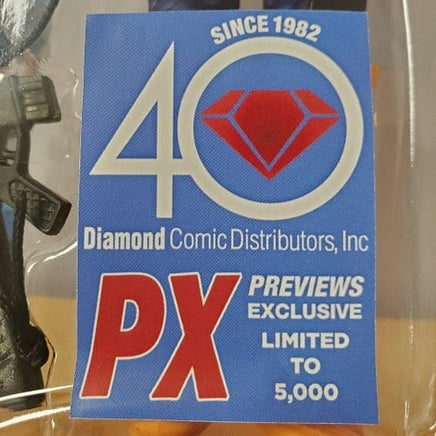 SINCE 1982
40
Diamond Comic Distributors, Inc
PX
PREVIEWS
EXCLUSIVE
LIMITED
TO
5,000